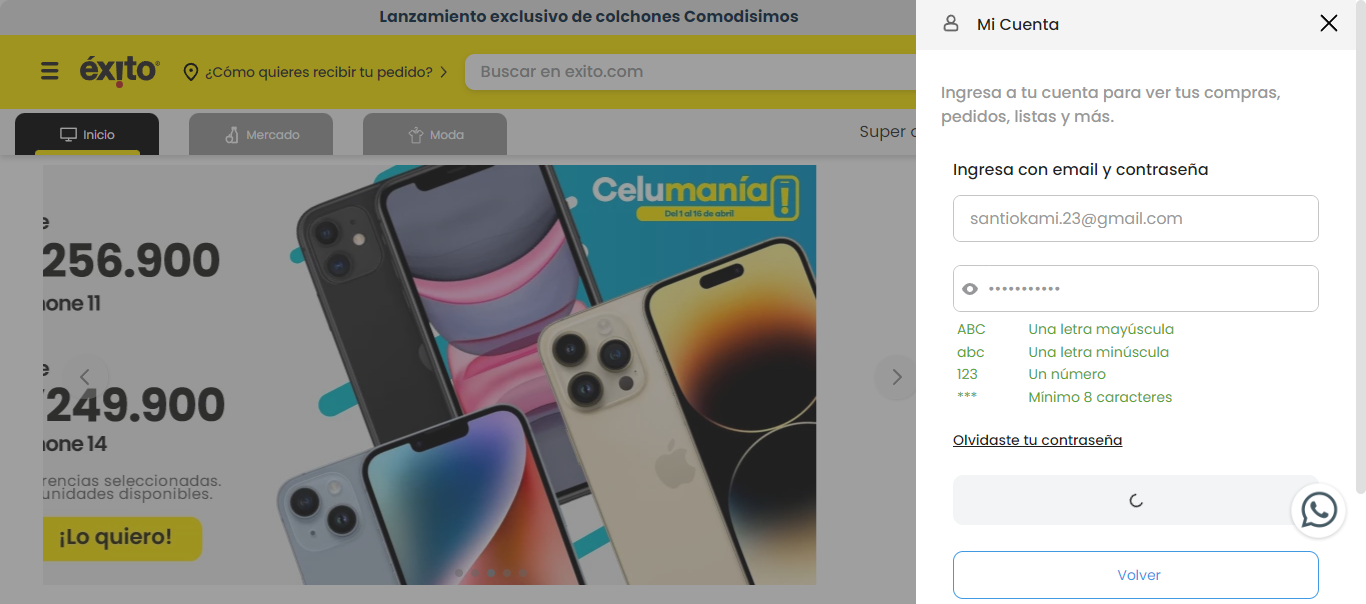 Lanzamiento exclusivo de colchones Comodisimos
éxito
¿Cómo quieres recibir tu pedido?
Buscar en exito.com
Inicio
Mercado
Moda
Super
Celumanía
Del 1 al 16 de abril
256.900
hone 11
249.900
hone 14
rencias seleccionadas.
unidades disponibles.
¡Lo quiero!
Mi Cuenta
Ingresa a tu cuenta para ver tus compras,
pedidos, listas y más.
Ingresa con email y contraseña
santiokami.23@gmail.com
•••••••••••
ABC Una letra mayúscula
abc Una letra minúscula
123 Un número
*** Mínimo 8 caracteres
Olvidaste tu contraseña
Volver